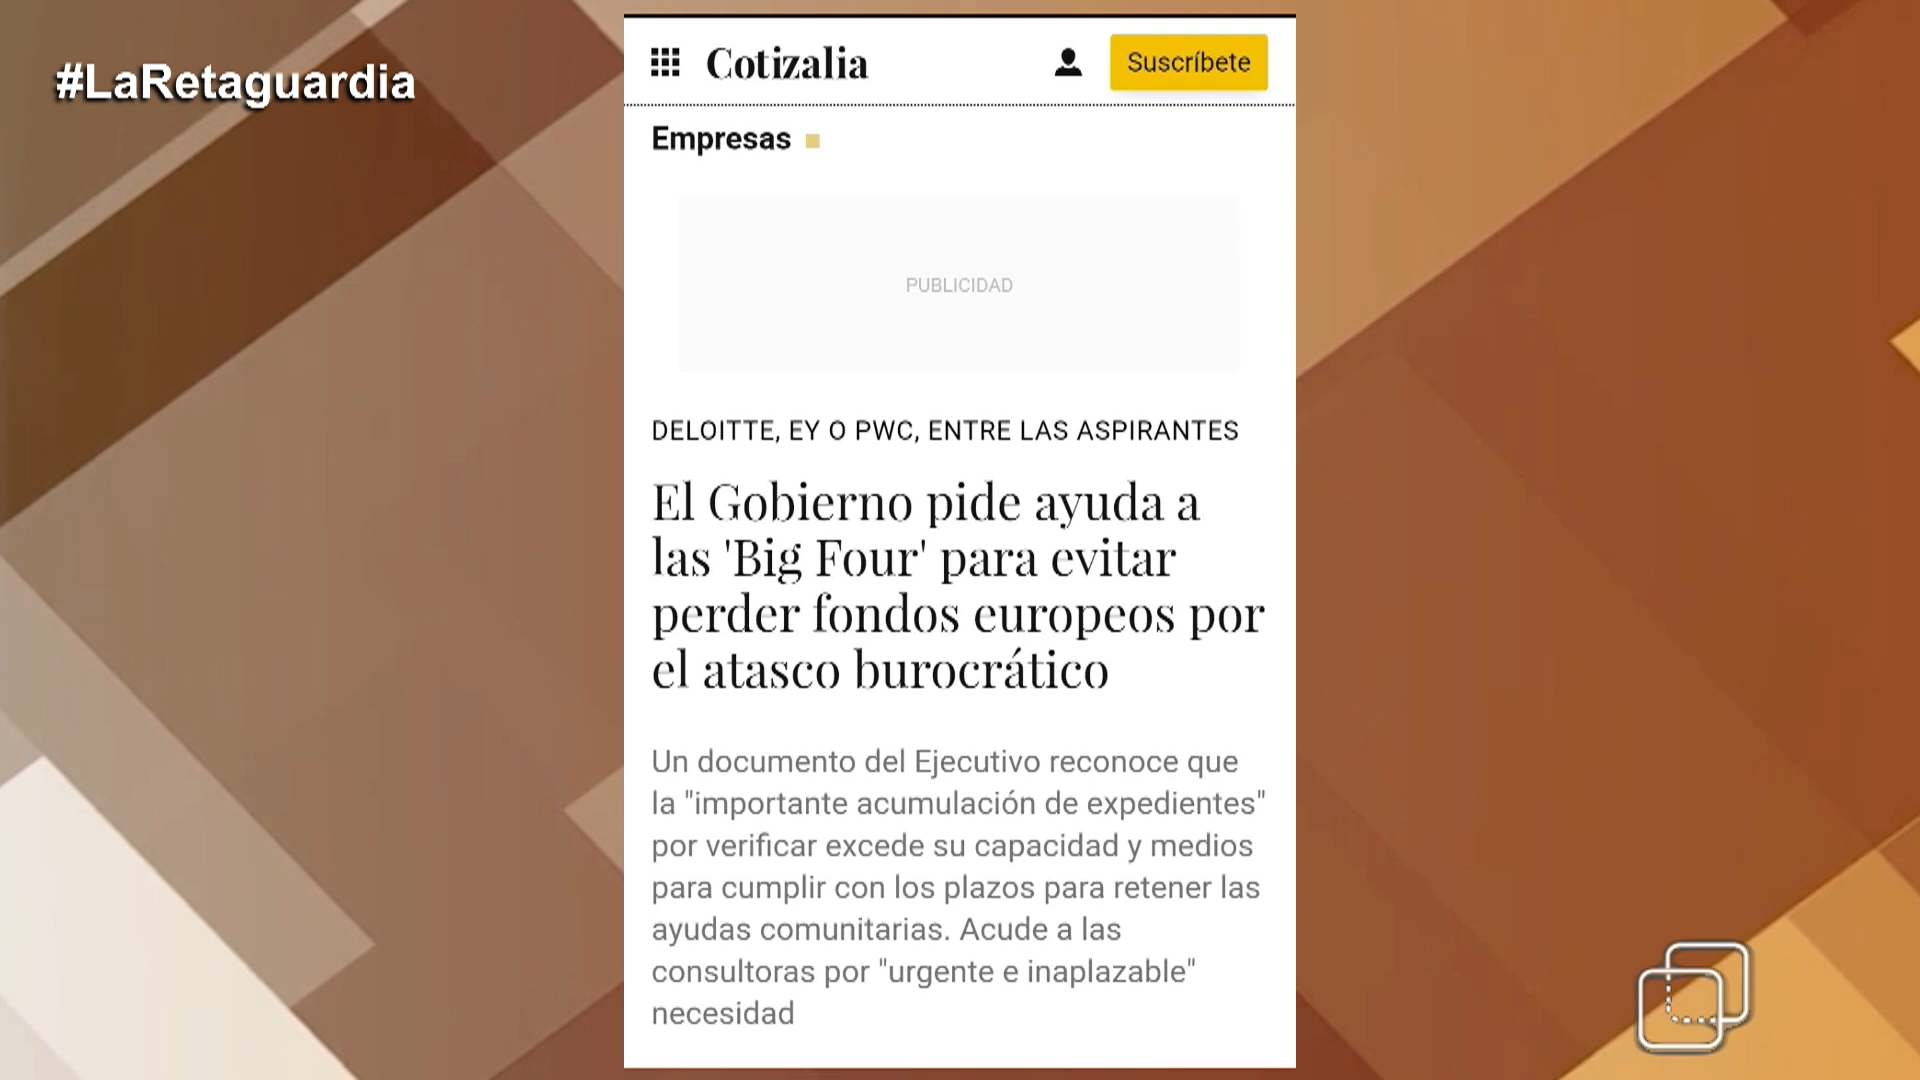 #LaRetaguardia
Cotizalia
Suscríbete
Empresas
PUBLICIDAD
DELOITTE, EY O PWC, ENTRE LAS ASPIRANTES
El Gobierno pide ayuda a
las 'Big Four' para evitar
perder fondos europeos por
el atasco burocrático
Un documento del Ejecutivo reconoce que
la "importante acumulación de expedientes"
por verificar excede su capacidad y medios
para cumplir con los plazos para retener las
ayudas comunitarias. Acude a las
consultoras por "urgente e inaplazable"
necesidad